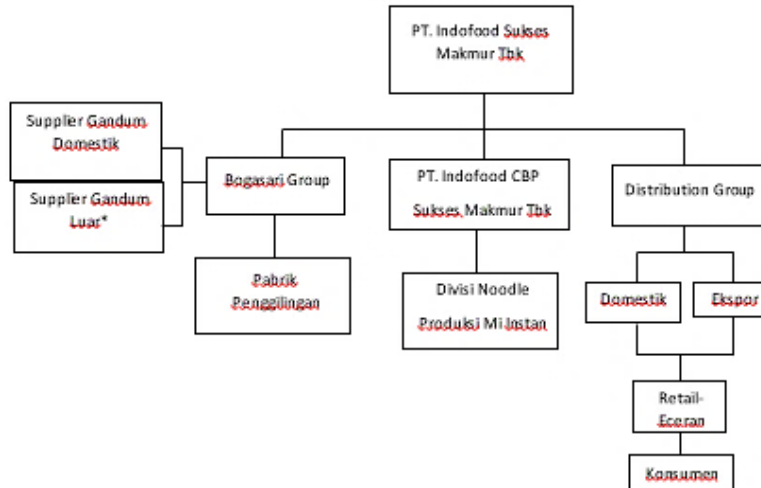 PT. Indofood Sukses
Makmur Tbk
Supplier Gandum
Domestik
Supplier Gandum
Luar*
Bogasari Group
PT. Indofood CBP
Sukses Makmur Tbk
Distribution Group
Pabrik
Penggilingan
Divisi Noodle
Produksi Mi Instan
Domestik
Ekspor
Retail-
Eceran
Konsumen